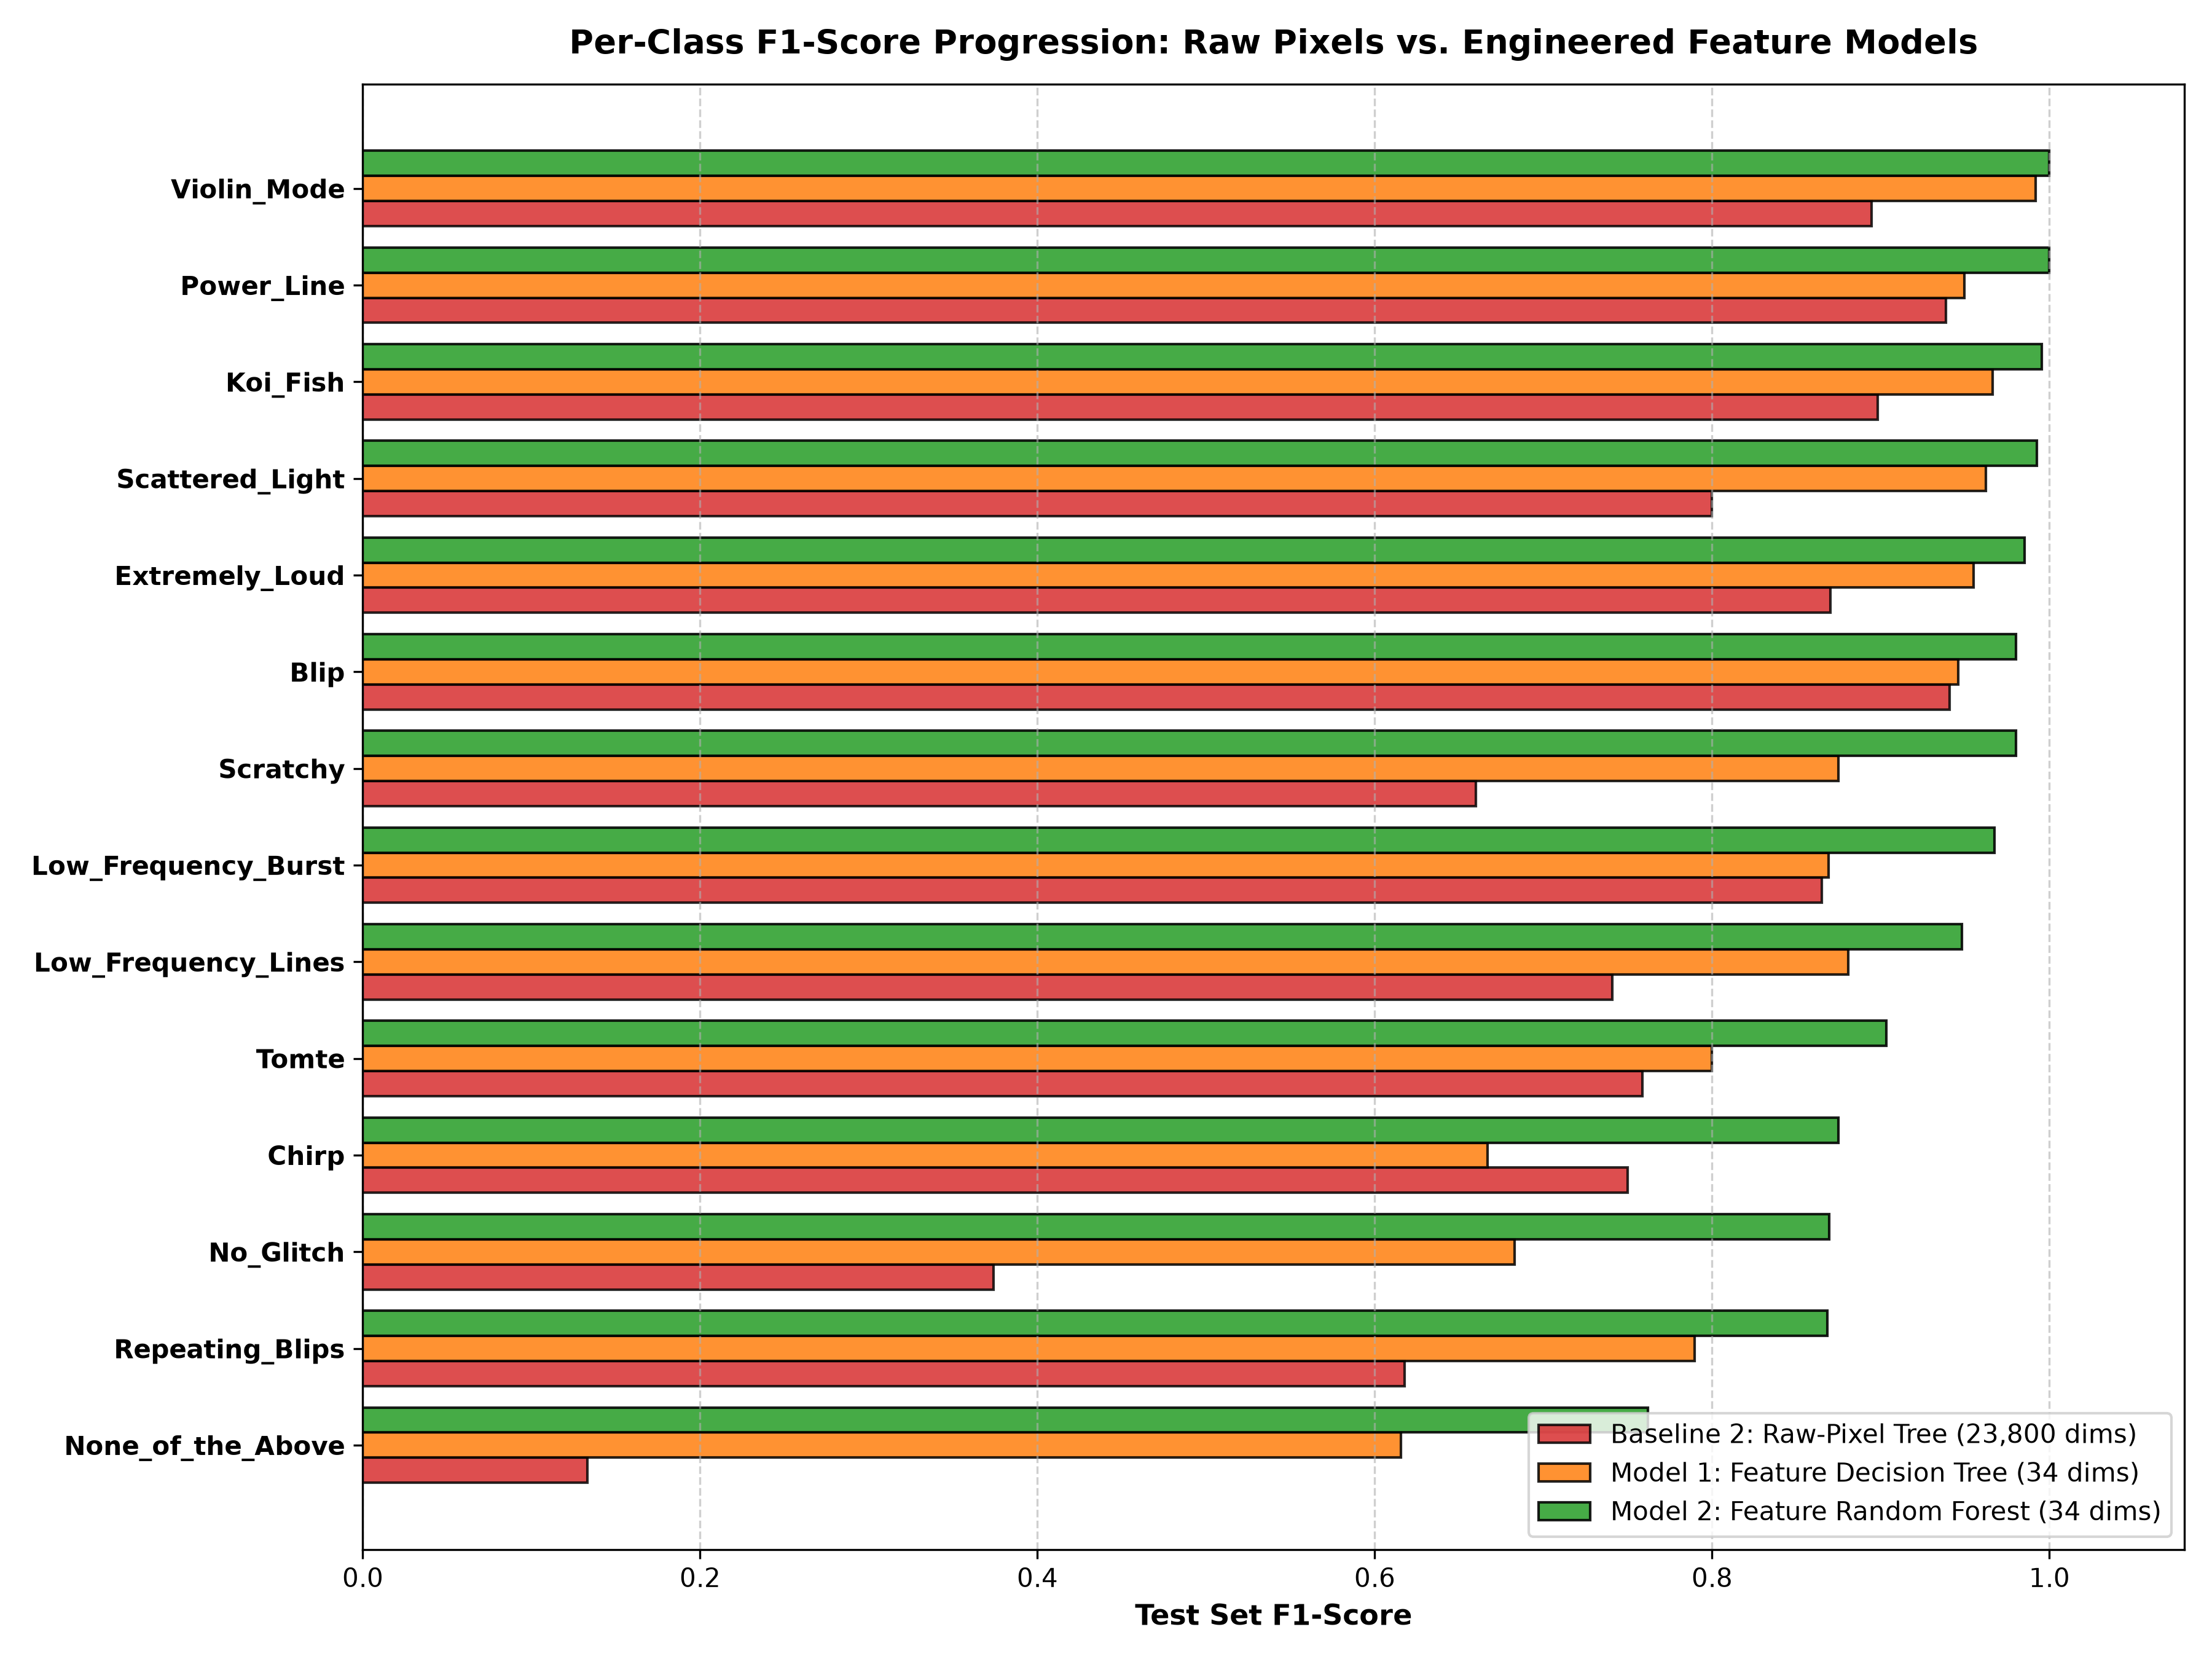 Per-Class F1-Score Progression: Raw Pixels vs. Engineered Feature Models
Violin_Mode
Power_Line
Koi_Fish
Scattered_Light
Extremely_Loud
Blip
Scratchy
Low_Frequency_Burst
Low_Frequency_Lines
Tomte
Chirp
No_Glitch
Repeating_Blips
None_of_the_Above
Baseline 2: Raw-Pixel Tree (23,800 dims)
Model 1: Feature Decision Tree (34 dims)
Model 2: Feature Random Forest (34 dims)
0.0 0.2 0.4 0.6 0.8 1.0
Test Set F1-Score